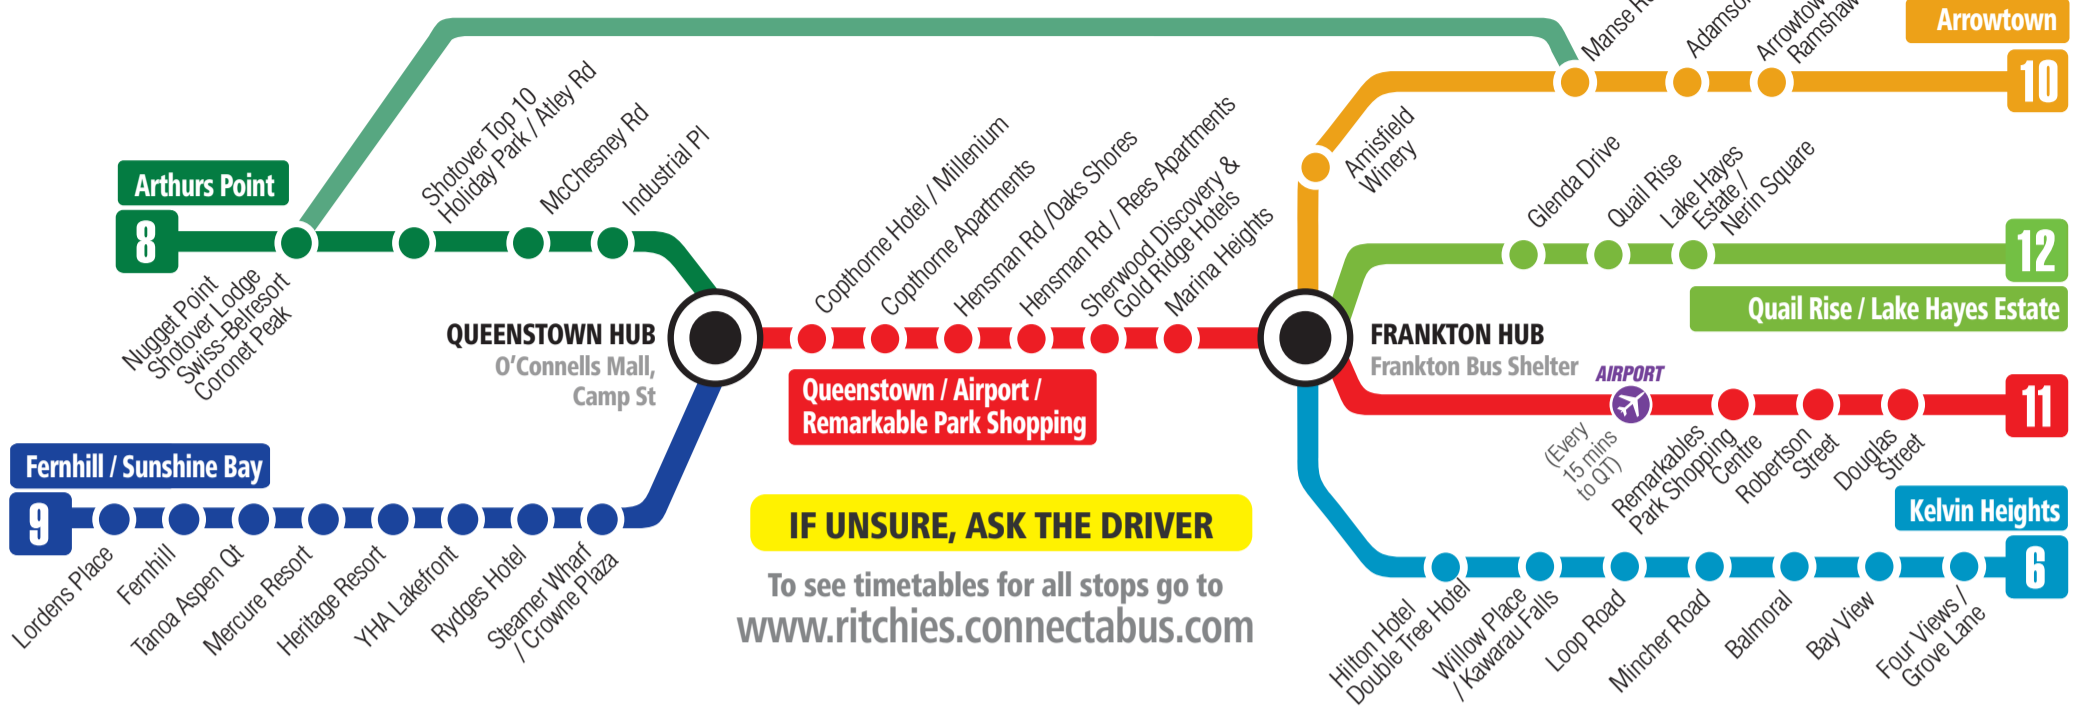 Manse
Adamson
Arrowtown
Ramshaw
Arrowtown
10
Amisfield
Winery
Arthurs Point
8
Nugget Point
Shotover Lodge
Swiss-Belresort
Coronet Peak
Shotover Top 10
Holiday Park / Atley Rd
McChesney Rd
Industrial Pl
QUEENSTOWN HUB
O'Connells Mall,
Camp St
Copthorne Hotel / Millenium
Copthorne Apartments
Hensman Rd /Oaks Shores
Hensman Rd / Rees Apartments
Sherwood Discovery &
Gold Ridge Hotels
Marina Heights
Queenstown / Airport /
Remarkable Park Shopping
FRANKTON HUB
Frankton Bus Shelter
Glenda Drive
Quail Rise
Lake Hayes
Estate /
Nerin Square
12
Quail Rise / Lake Hayes Estate
AIRPORT
(Every
15 mins
to QT)
Remarkables
Park Shopping
Centre
Robertson
Street
Douglas
Street
11
Fernhill / Sunshine Bay
9
Lordens Place
Fernhill
Tanoa Aspen Qt
Mercure Resort
Heritage Resort
YHA Lakefront
Rydges Hotel
Steamer Wharf
/ Crowne Plaza
IF UNSURE, ASK THE DRIVER
To see timetables for all stops go to
www.ritchies.connectabus.com
Kelvin Heights
6
Hilton Hotel
Double Tree Hotel
Willow Place
/ Kawarau Falls
Loop Road
Mincher Road
Balmoral
Bay View
Four Views /
Grove Lane